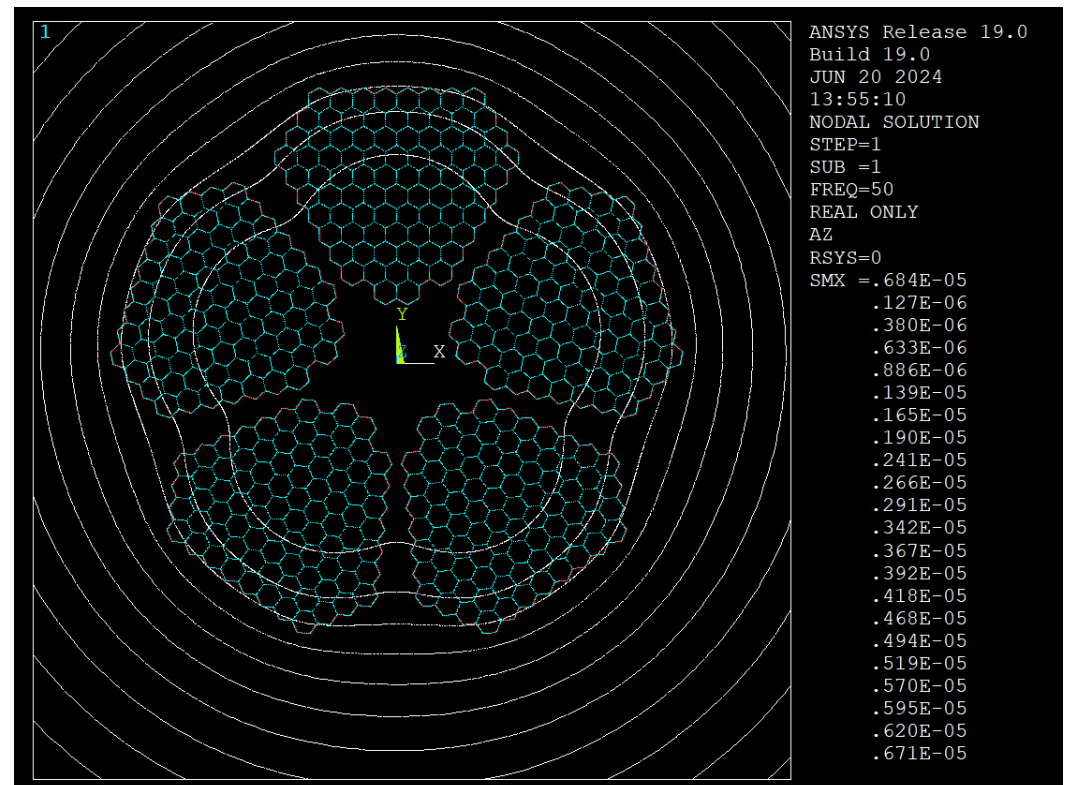 1
ANSYS Release 19.0
Build 19.0
JUN 20 2024
13:55:10
NODAL SOLUTION
STEP=1
SUB =1
FREQ=50
REAL ONLY
AZ
RSYS=0
SMX =.684E-05
.127E-06
.380E-06
.633E-06
.886E-06
.139E-05
.165E-05
.190E-05
.241E-05
.266E-05
.291E-05
.342E-05
.367E-05
.392E-05
.418E-05
.468E-05
.494E-05
.519E-05
.570E-05
.595E-05
.620E-05
.671E-05
Y
Z X